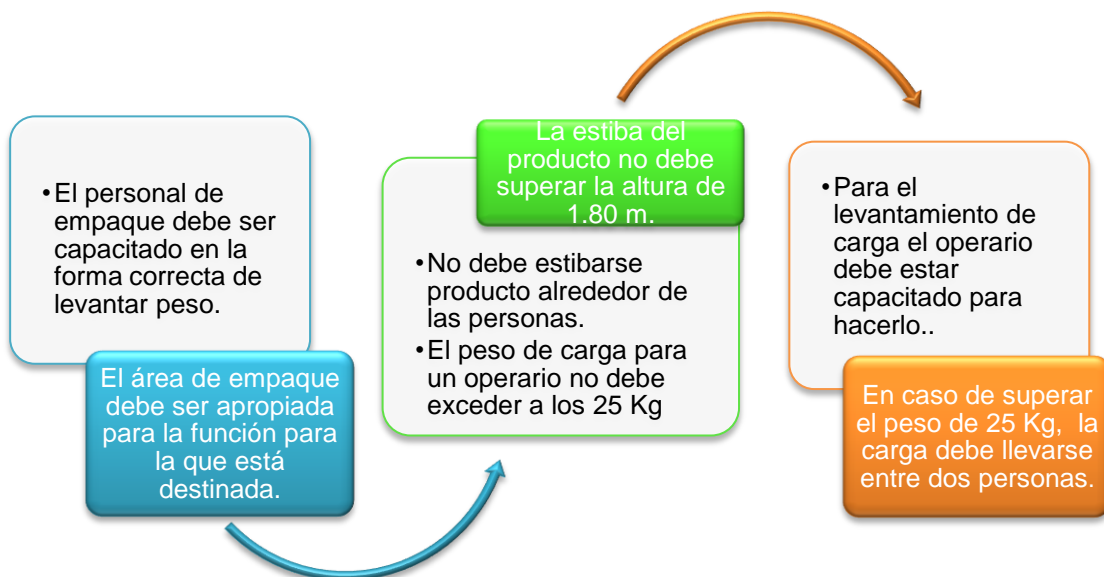 •El personal de
empaque debe ser
capacitado en la
forma correcta de
levantar peso.
El área de empaque
debe ser apropiada
para la función para
la que está
destinada.
La estiba del
producto no debe
superar la altura de
1.80 m.
•No debe estibarse
producto alrededor de
las personas.
•El peso de carga para
un operario no debe
exceder a los 25 Kg
•Para el
levantamiento de
carga el operario
debe estar
capacitado para
hacerlo..
En caso de superar
el peso de 25 Kg,  la
carga debe llevarse
entre dos personas.